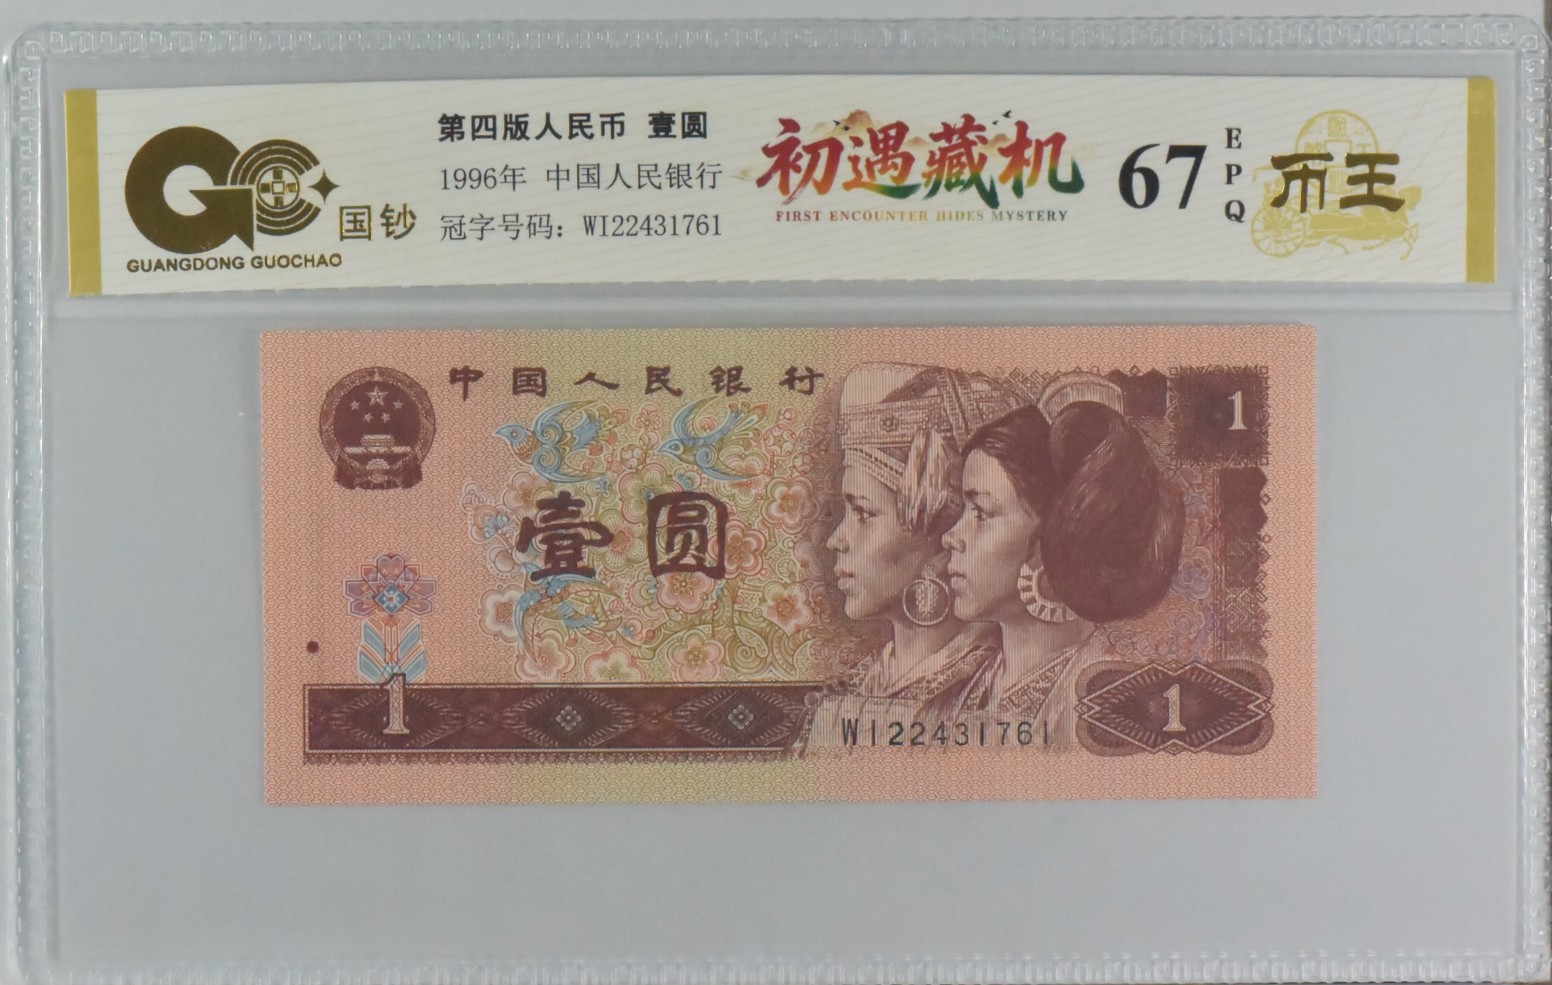 国钞
GUANGDONG GUOCHAO
第四版人民币 壹圆
1996年 中国人民银行
冠字号码：WI22431761
初遇藏机
FIRST ENCOUNTER HIDES MYSTERY
67
EPQ
币王
中国人民银行
1
壹圆
1
WI22431761
1